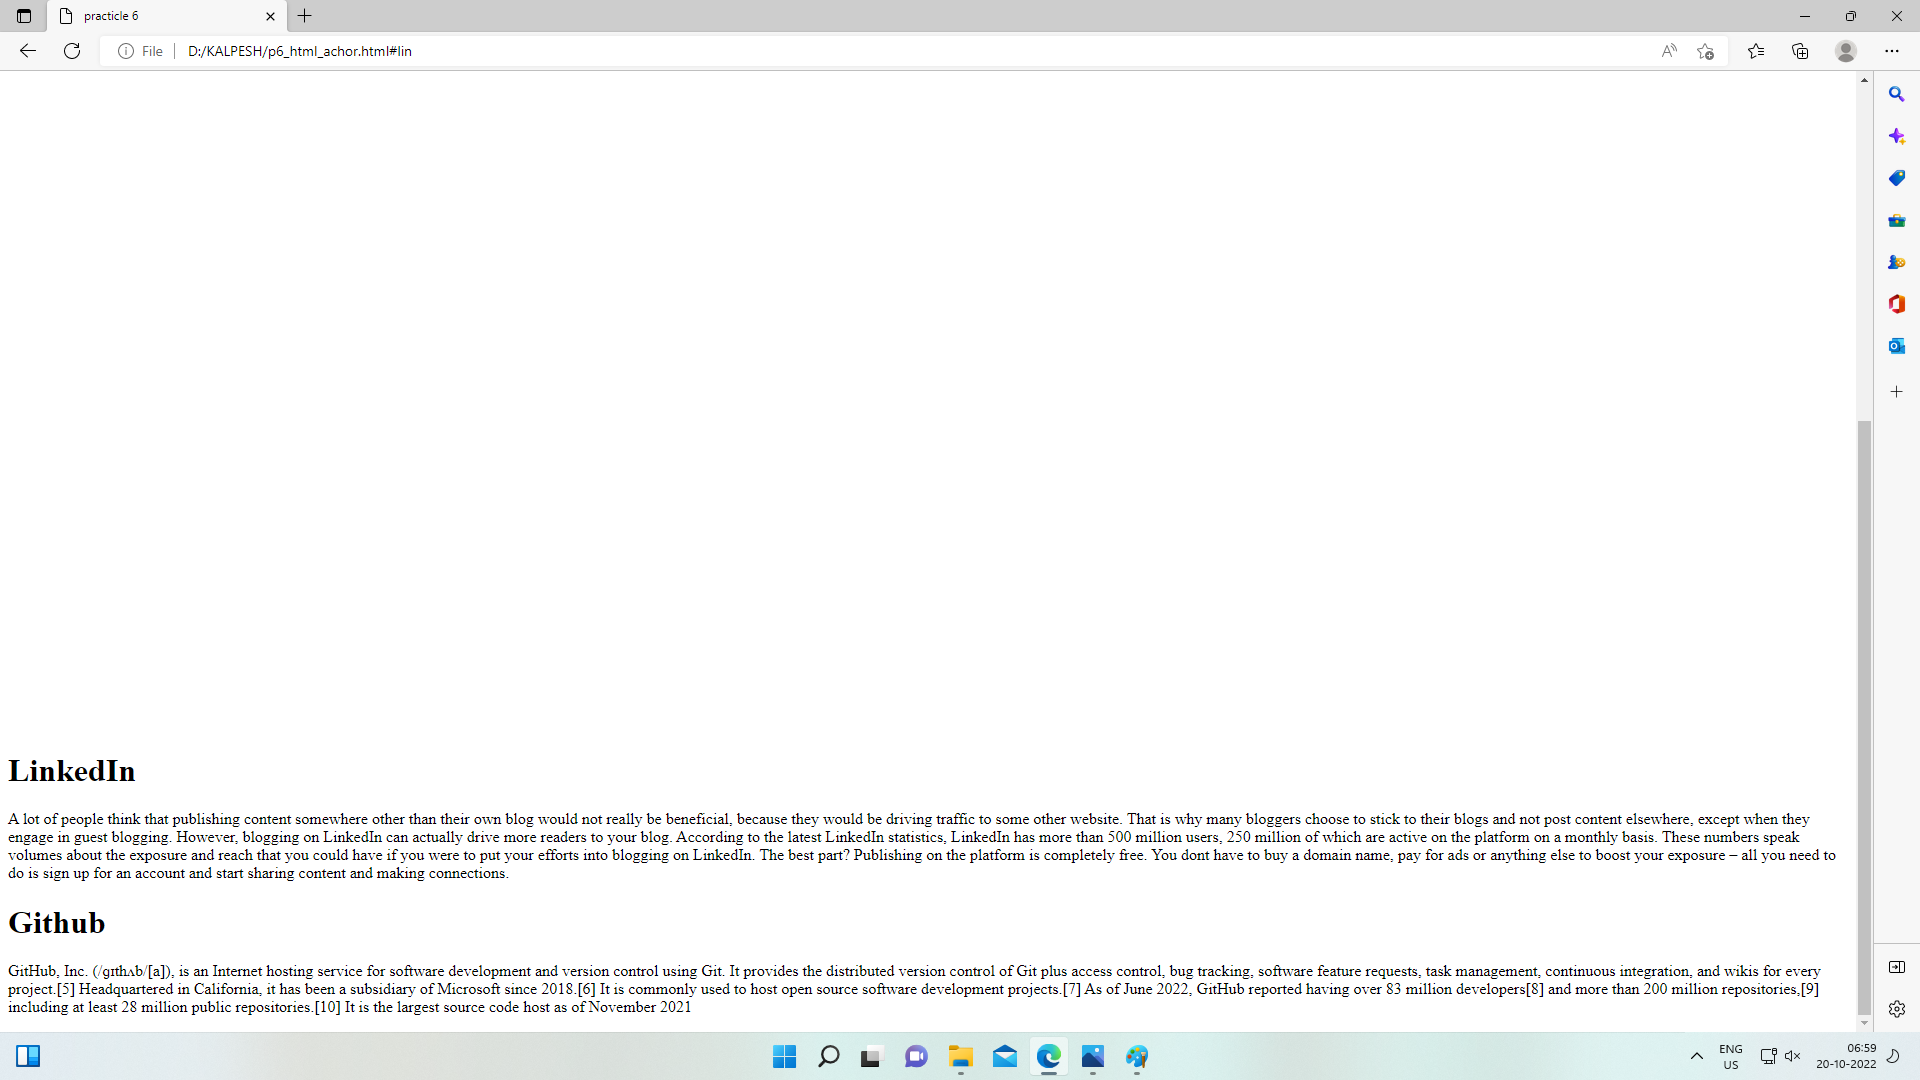 practicle 6
File
D:/KALPESH/p6_html_achor.html#lin
LinkedIn
A lot of people think that publishing content somewhere other than their own blog would not really be beneficial, because they would be driving traffic to some other website. That is why many bloggers choose to stick to their blogs and not post content elsewhere, except when they
engage in guest blogging. However, blogging on LinkedIn can actually drive more readers to your blog. According to the latest LinkedIn statistics, LinkedIn has more than 500 million users, 250 million of which are active on the platform on a monthly basis. These numbers speak
volumes about the exposure and reach that you could have if you were to put your efforts into blogging on LinkedIn. The best part? Publishing on the platform is completely free. You dont have to buy a domain name, pay for ads or anything else to boost your exposure – all you need to
do is sign up for an account and start sharing content and making connections.
Github
GitHub, Inc. (/ɡɪthʌb/[a]), is an Internet hosting service for software development and version control using Git. It provides the distributed version control of Git plus access control, bug tracking, software feature requests, task management, continuous integration, and wikis for every
project.[5] Headquartered in California, it has been a subsidiary of Microsoft since 2018.[6] It is commonly used to host open source software development projects.[7] As of June 2022, GitHub reported having over 83 million developers[8] and more than 200 million repositories,[9]
including at least 28 million public repositories.[10] It is the largest source code host as of November 2021
ENG
US
06:59
20-10-2022